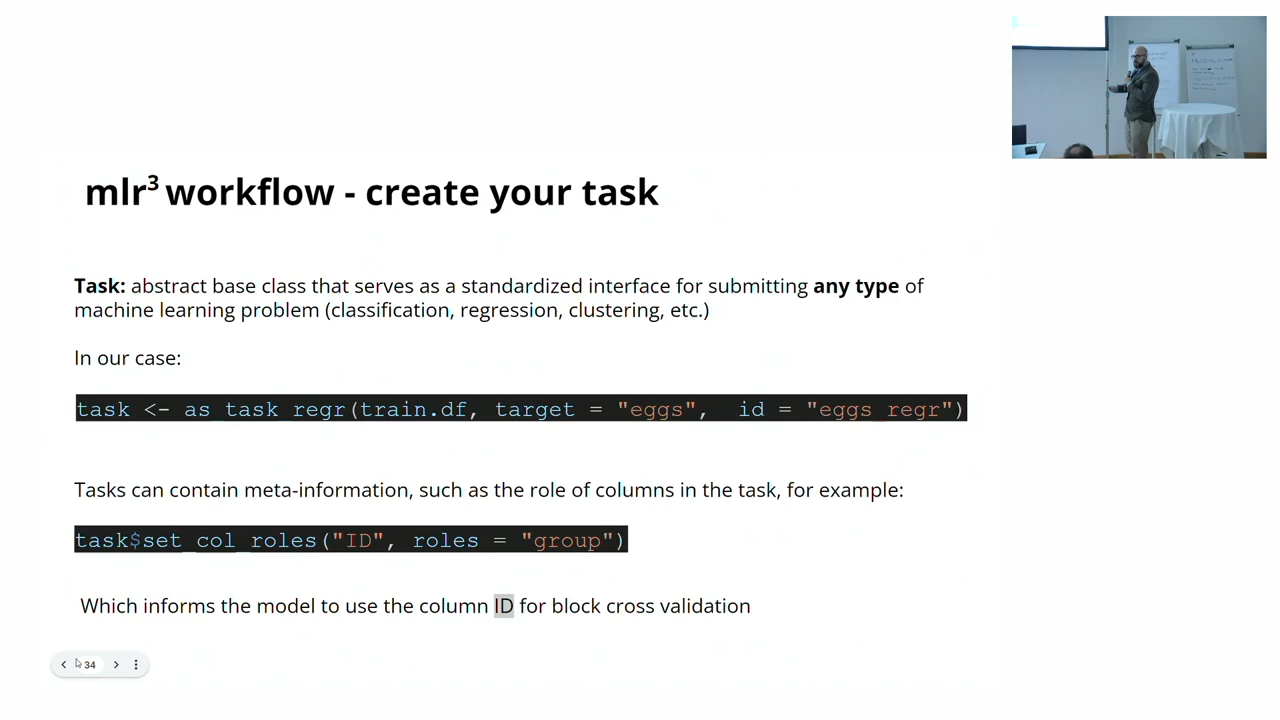 mlr³ workflow - create your task
Task: abstract base class that serves as a standardized interface for submitting any type of
machine learning problem (classification, regression, clustering, etc.)
In our case:
task <- as_task_regr(train.df, target = "eggs",  id = "eggs_regr")
Tasks can contain meta-information, such as the role of columns in the task, for example:
task$set_col_roles("ID", roles = "group")
Which informs the model to use the column ID for block cross validation
34